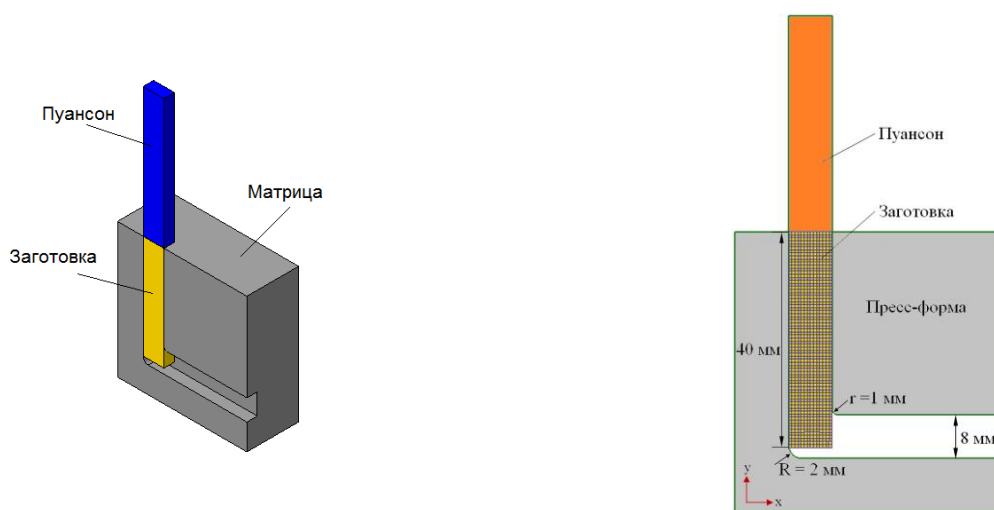 Пуансон
Матрица
Заготовка
Пуансон
Заготовка
Пресс-форма
40 мм
r =1 мм
8 мм
R = 2 мм
y
x